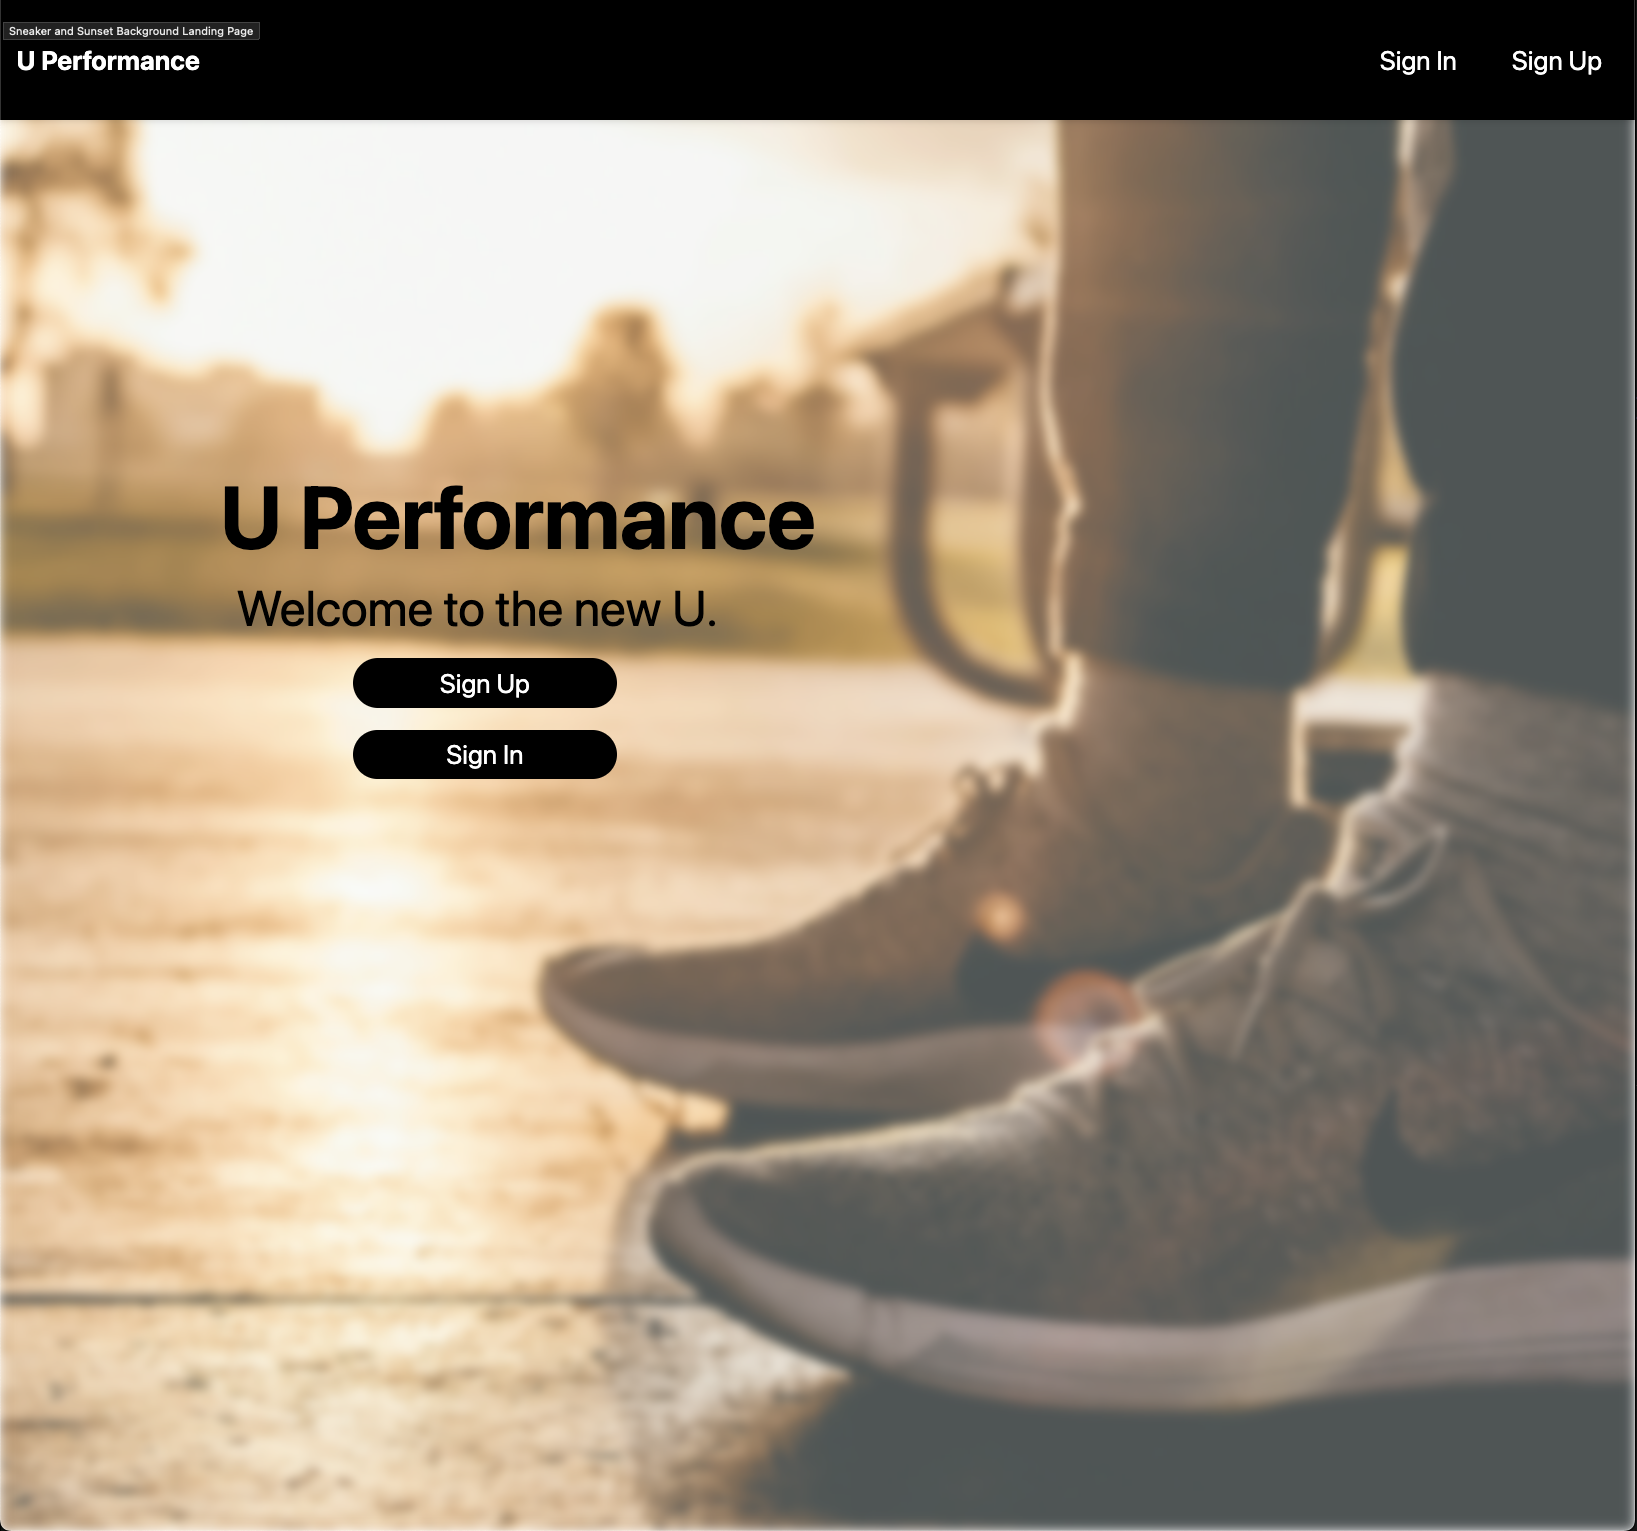 Sneaker and Sunset Background Landing Page
U Performance
Sign In
Sign Up
U Performance
Welcome to the new U.
Sign Up
Sign In